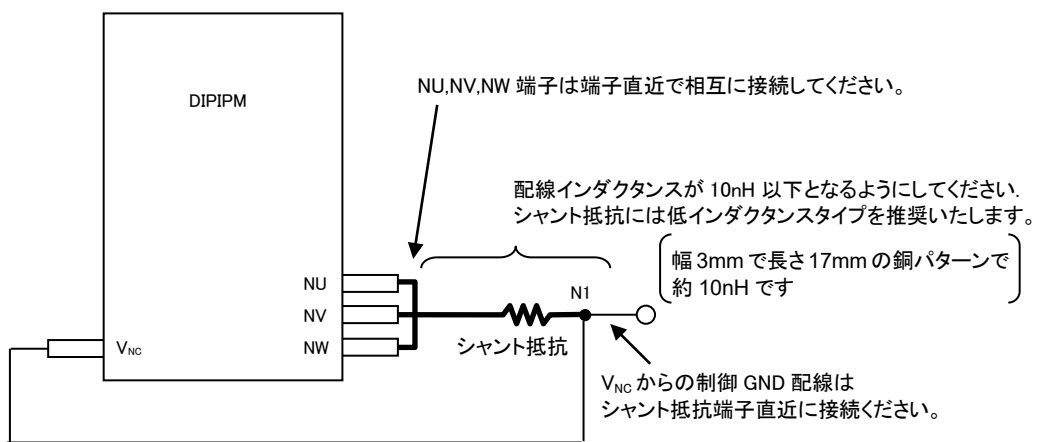 NU,NV,NW 端子は端子直近で相互に接続してください。
DIPIPM
配線インダクタンスが 10nH 以下となるようにしてください.
シャント抵抗には低インダクタンスタイプを推奨いたします。
幅 3mm で長さ 17mm の銅パターンで
約 10nH です
NU
N1
NV
VNC
NW
シャント抵抗
VNC からの制御 GND 配線は
シャント抵抗端子直近に接続ください。